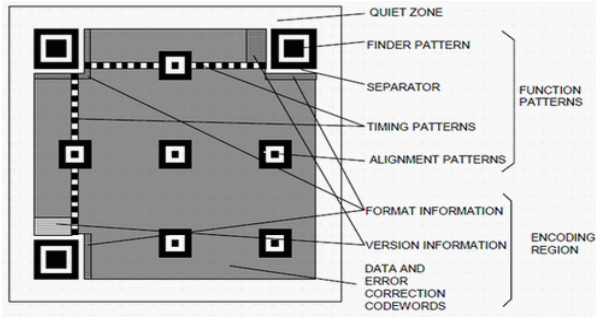 QUIET ZONE
FINDER PATTERN
SEPARATOR
FUNCTION
PATTERNS
TIMING PATTERNS
ALIGNMENT PATTERNS
FORMAT INFORMATION
VERSION INFORMATION
ENCODING
REGION
DATA AND
ERROR
CORRECTION
CODEWORDS